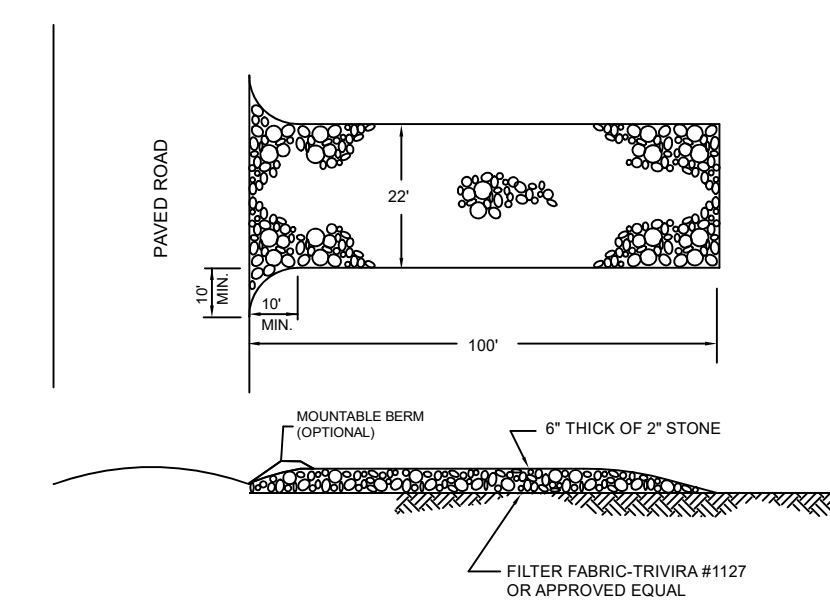 PAVED ROAD
22'
10'
MIN.
10'
MIN.
100'
MOUNTABLE BERM
(OPTIONAL)
6" THICK OF 2" STONE
FILTER FABRIC-TRIVIRA #1127
OR APPROVED EQUAL